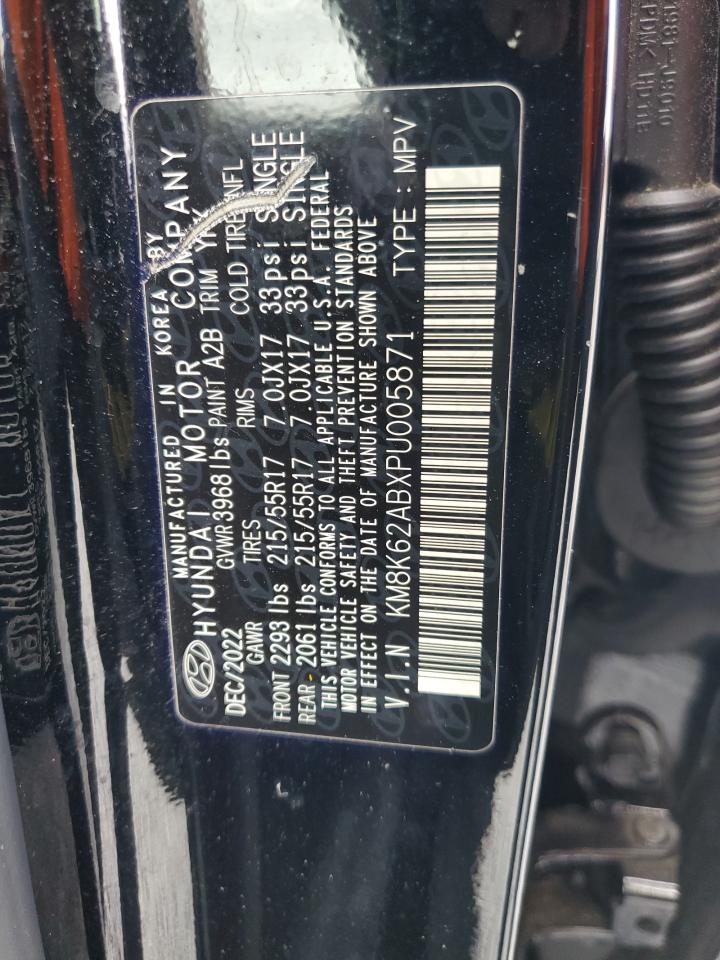 MANUFACTURED IN KOREA BY
HYUNDAI MOTOR COMPANY
DEC/2022 GVWR 3968 lbs PAINT A2B TRIM
GAWR TIRES RIMS COLD TIRE INFL
FRONT 2293 lbs 215/55R17 7.0JX17 33psi SINGLE
REAR 2061 lbs 215/55R17 7.0JX17 33psi SINGLE
THIS VEHICLE CONFORMS TO ALL APPLICABLE U.S.A. FEDERAL
MOTOR VEHICLE SAFETY AND THEFT PREVENTION STANDARDS
IN EFFECT ON THE DATE OF MANUFACTURE SHOWN ABOVE
V.I.N KM8K62ABXPU005871 TYPE : MPV